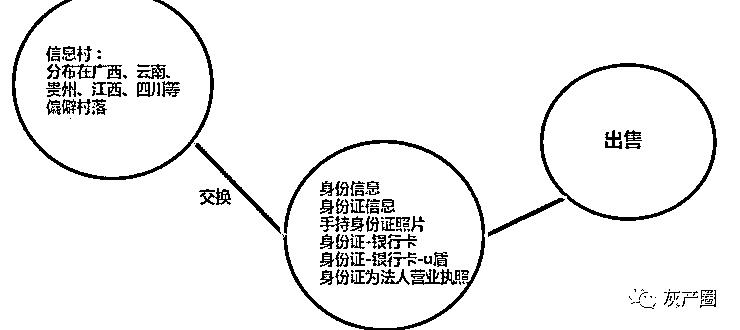 信息村：
分布在广西、云南、
贵州、江西、四川等
偏僻村落
交换
身份信息
身份证信息
手持身份证照片
身份证-银行卡
身份证-银行卡-u盾
身份证为法人营业执照
出售
灰产圈